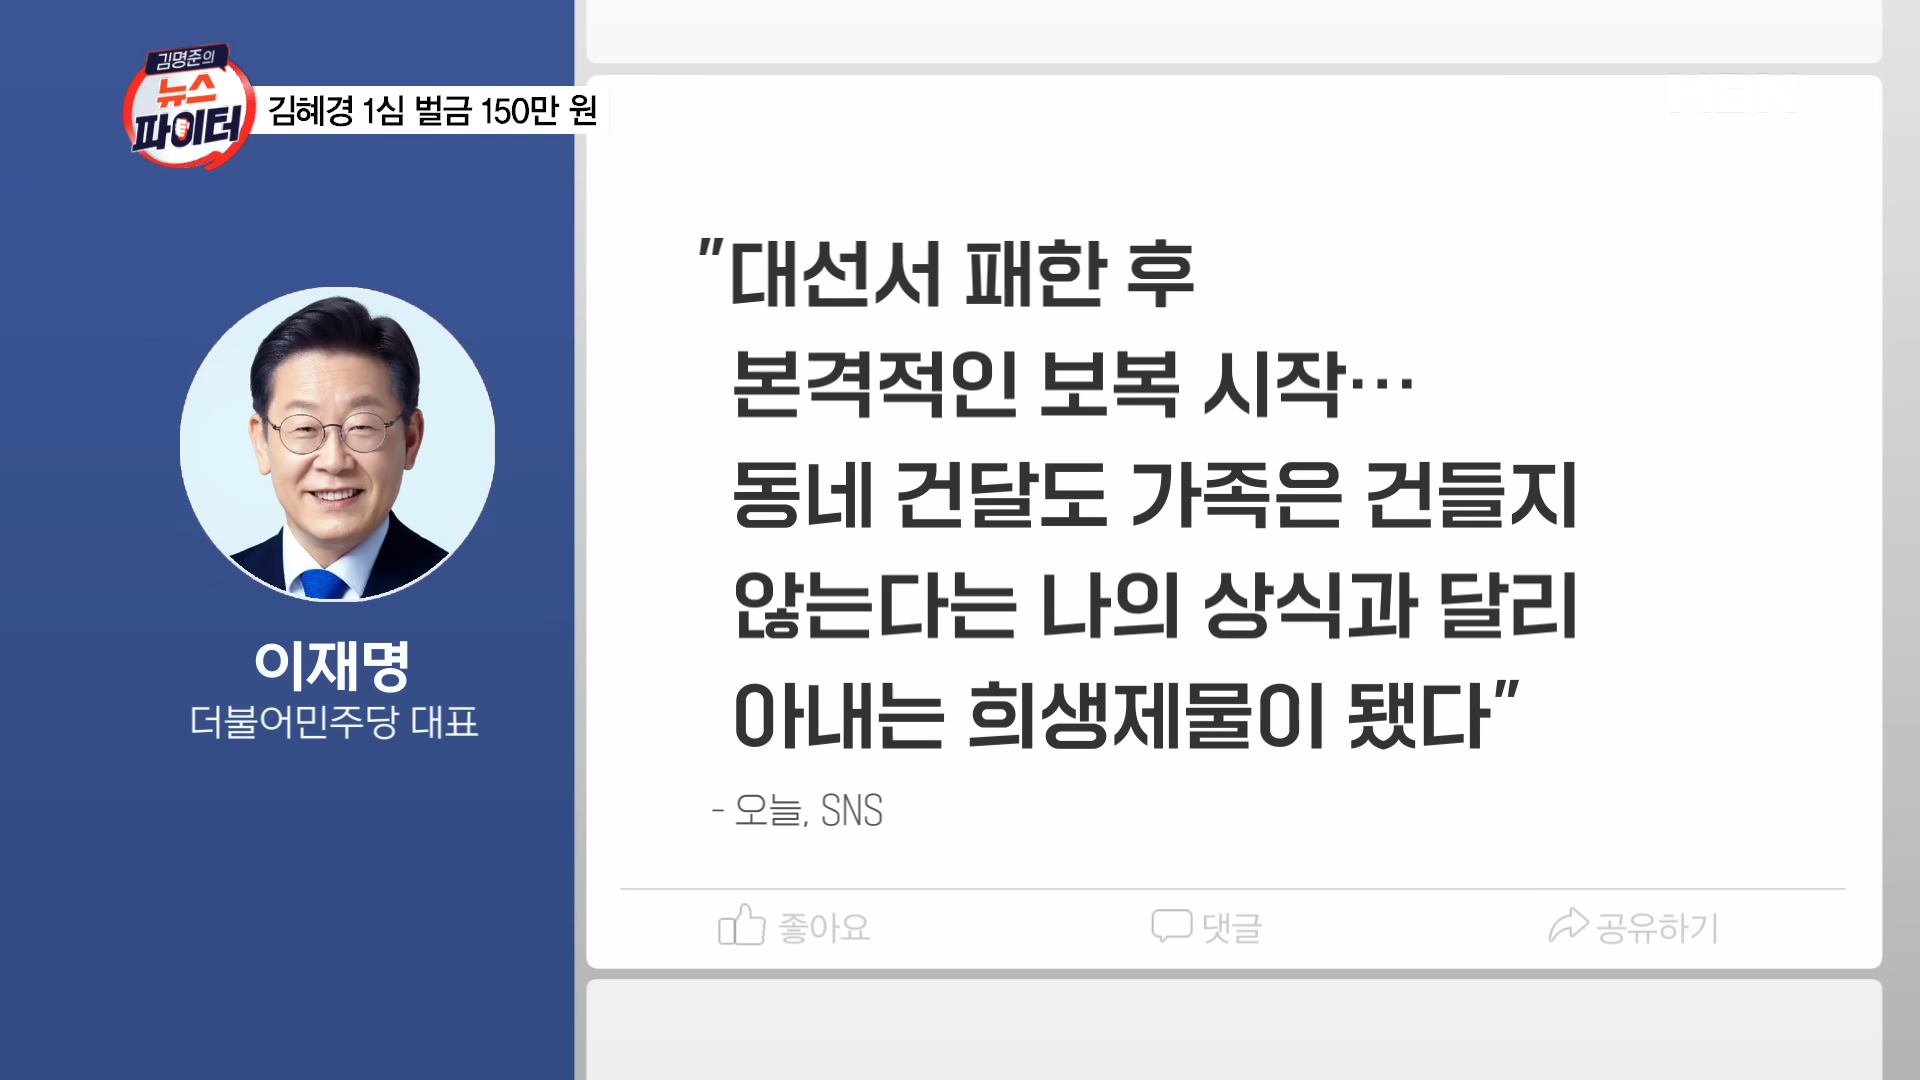 김명준의
뉴스
파이터
김혜경 1심 벌금 150만 원
MBN
"대선서 패한 후
본격적인 보복 시작…
동네 건달도 가족은 건들지
않는다는 나의 상식과 달리
아내는 희생제물이 됐다"
- 오늘, SNS
이재명
더불어민주당 대표
좋아요
댓글
공유하기